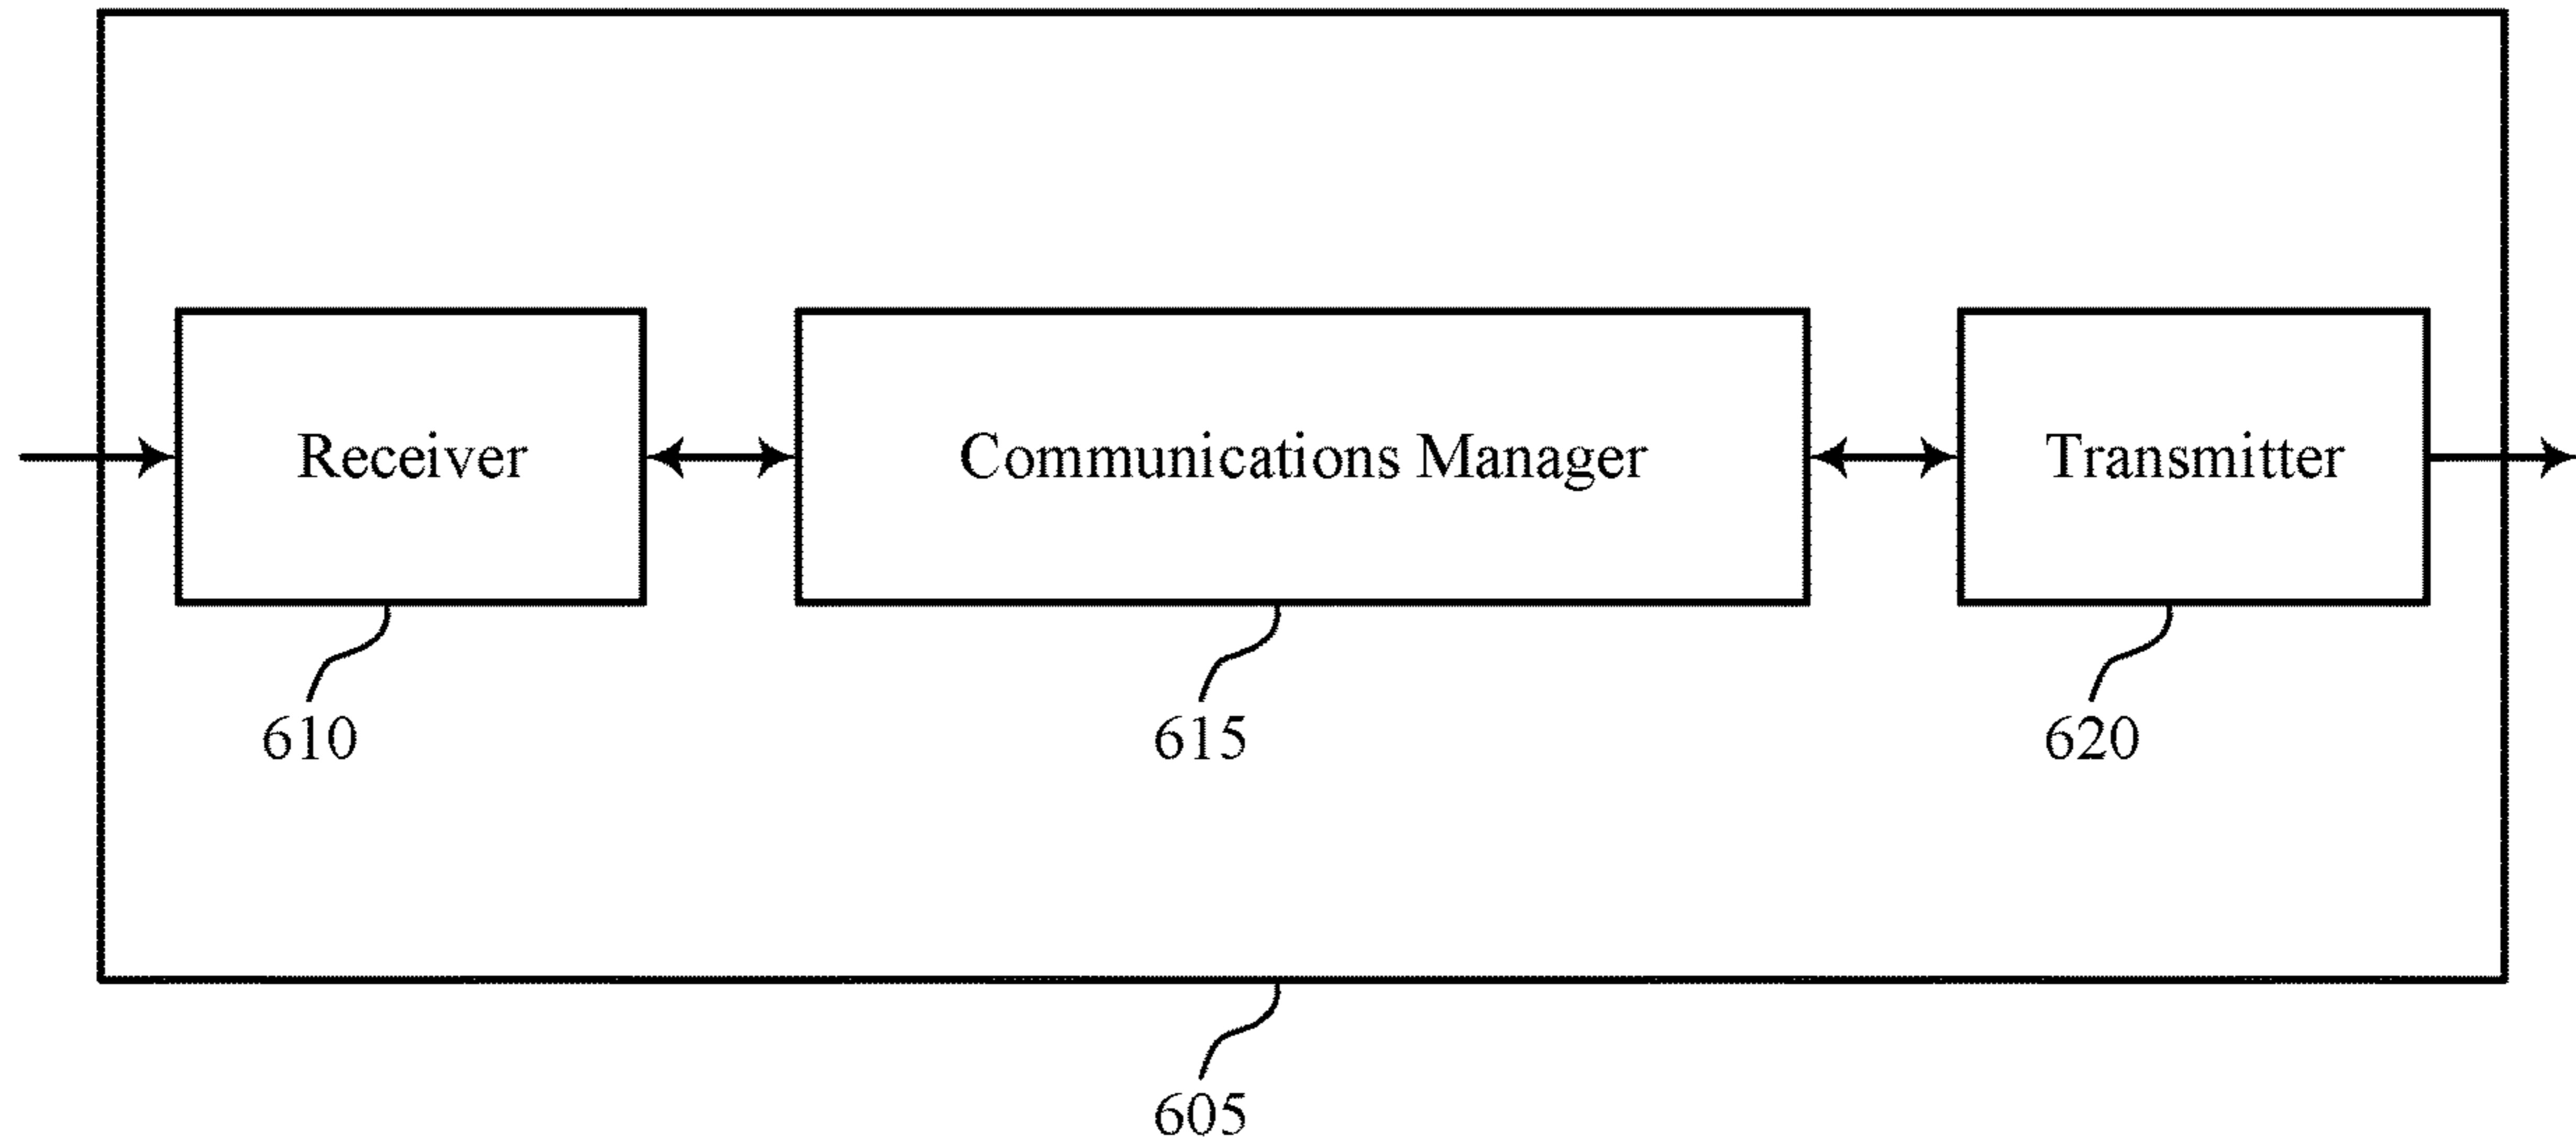 Receiver
Communications Manager
Transmitter
610
615
620
605